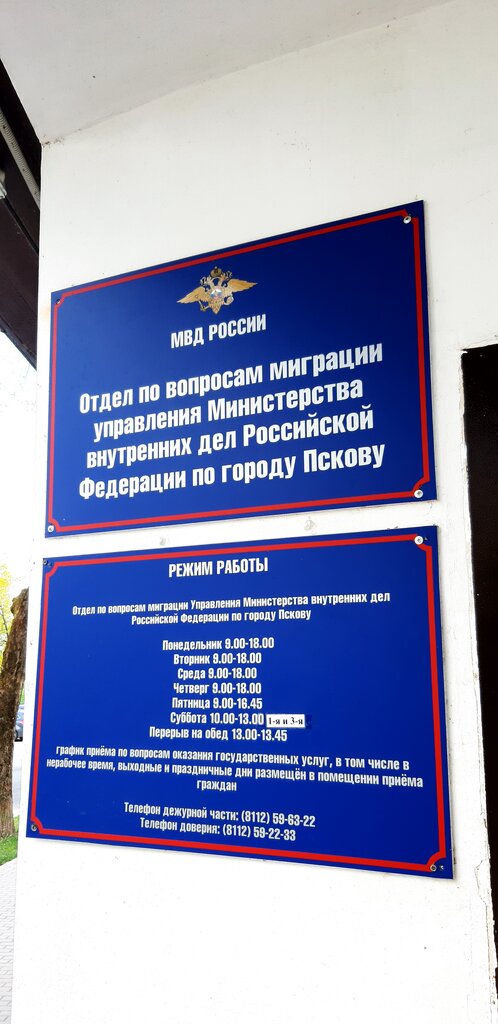 МВД РОССИИ
Отдел по вопросам миграции
управления Министерства
внутренних дел Российской
Федерации по городу Пскову
РЕЖИМ РАБОТЫ
Отдел по вопросам миграции Управления Министерства внутренних дел
Российской Федерации по городу Пскову
Понедельник 9.00-18.00
Вторник 9.00-18.00
Среда 9.00-18.00
Четверг 9.00-18.00
Пятница 9.00-16.45
Суббота 10.00-13.00 1-я и 3-я
Перерыв на обед 13.00-13.45
график приёма по вопросам оказания государственных услуг, в том числе в
нерабочее время, выходные и праздничные дни размещён в помещении приёма
граждан
Телефон дежурной части: (8112) 59-63-22
Телефон доверия: (8112) 59-22-33